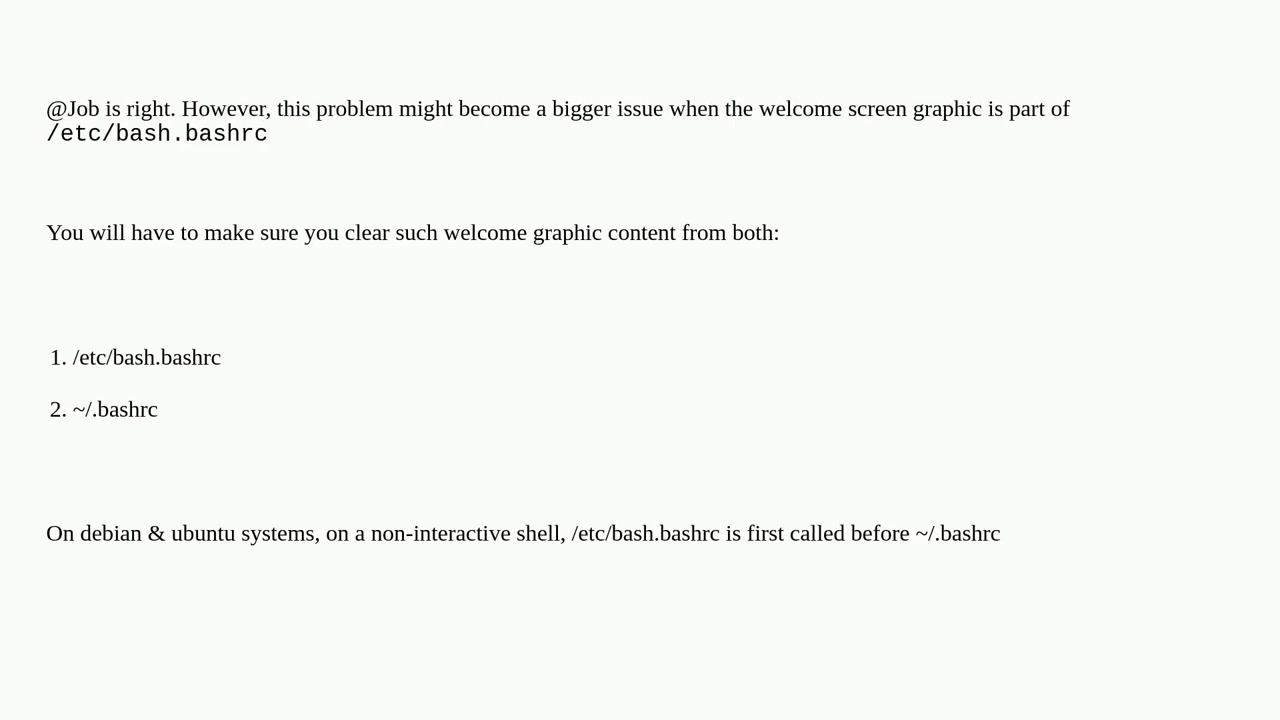 @Job is right. However, this problem might become a bigger issue when the welcome screen graphic is part of
/etc/bash.bashrc
You will have to make sure you clear such welcome graphic content from both:
1. /etc/bash.bashrc
2. ~/.bashrc
On debian & ubuntu systems, on a non-interactive shell, /etc/bash.bashrc is first called before ~/.bashrc